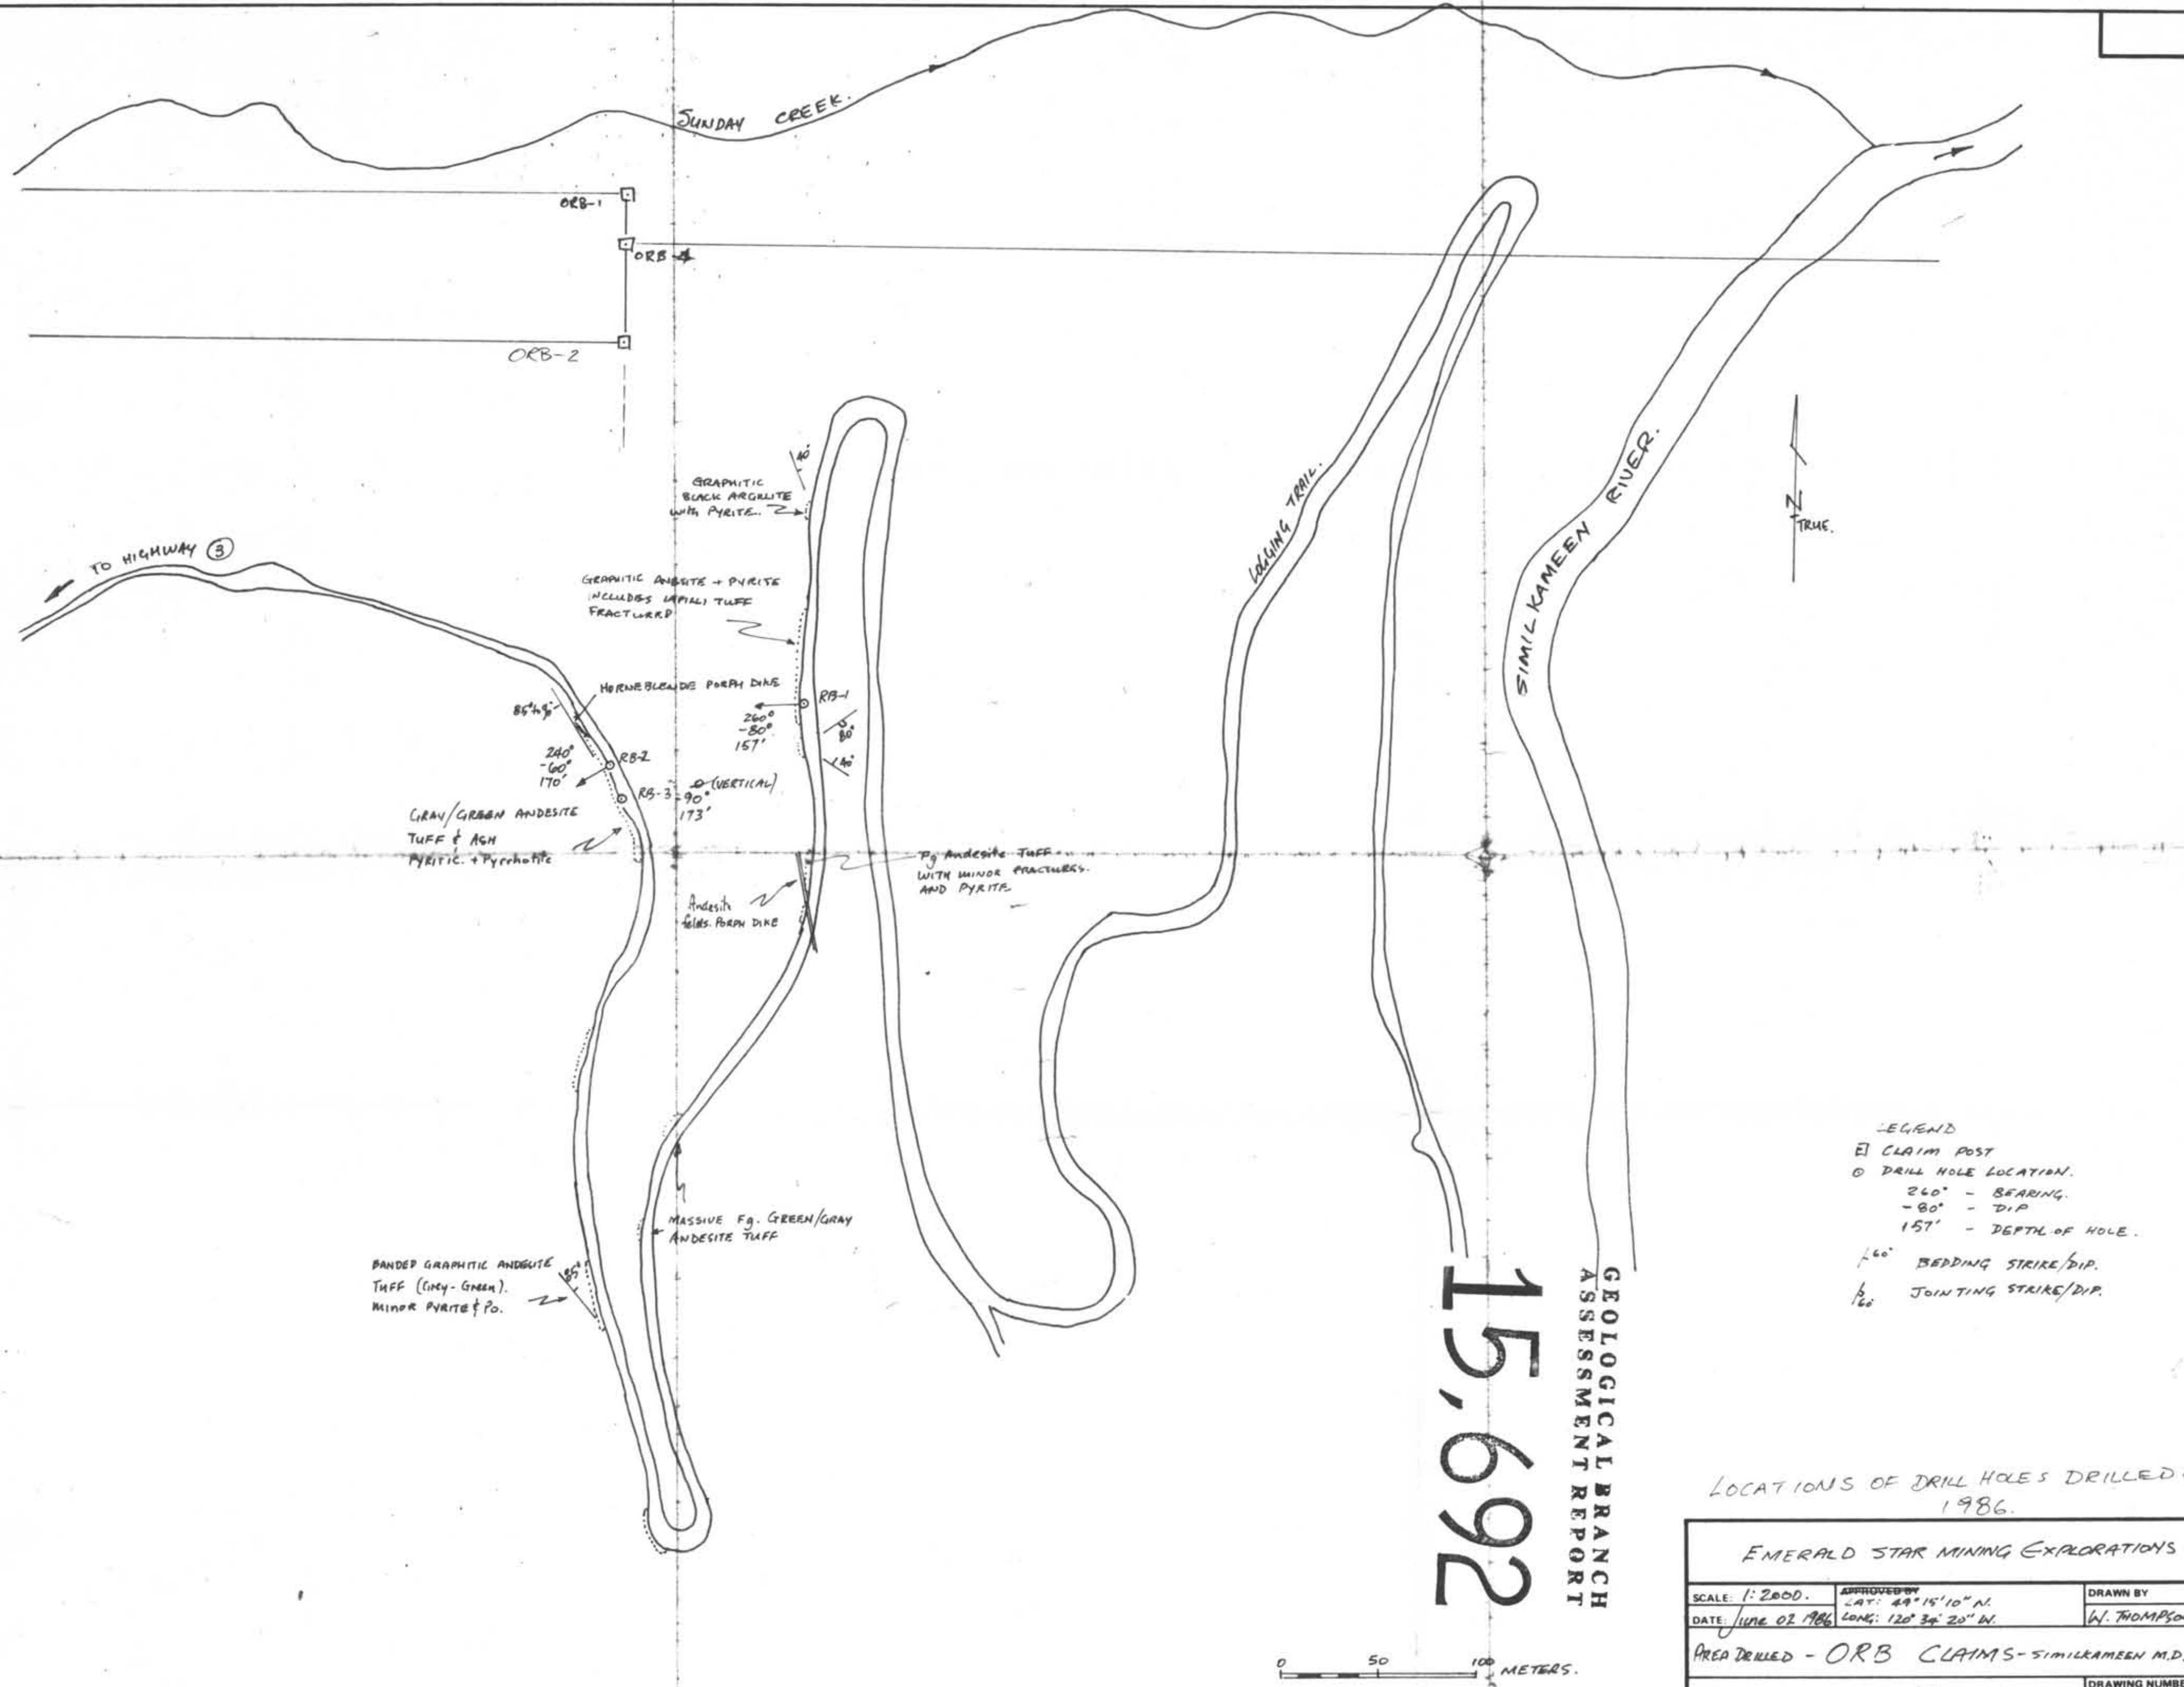 SUNDAY CREEK.
ORB-1
ORB-4
ORB-2
TO HIGHWAY 3
GRAPHITIC
BLACK ARGILLITE
WITH PYRITE.
40°
GRAPHITIC ANDESITE + PYRITE
INCLUDES LAPILLI TUFF
FRACTURED
HORNEBLENDE PORPH DIKE
RB-1
260°
-80°
157'
80°
40°
RB-2
240°
-60°
170'
RB-3
(VERTICAL)
-90°
173'
GRAY/GREEN ANDESITE
TUFF & ASH
PYRITIC. + Pyrrhotite
Fg Andesite TUFF
WITH MINOR FRACTURES.
AND PYRITE.
Andesite
felds. PORPH DIKE
MASSIVE Fg. GREEN/GRAY
ANDESITE TUFF
BANDED GRAPHITIC ANDESITE
TUFF (Grey-Green).
MINOR PYRITE & Po.
85°
LOGGING TRAIL.
SIMILKAMEEN RIVER.
N
TRUE.
LEGEND
CLAIM POST
DRILL HOLE LOCATION.
260° - BEARING.
-80° - DIP
157' - DEPTH OF HOLE.
60° BEDDING STRIKE/DIP.
60° JOINTING STRIKE/DIP.
GEOLOGICAL BRANCH
ASSESSMENT REPORT
15,692
0 50 100 METERS.
LOCATIONS OF DRILL HOLES DRILLED
1986.
EMERALD STAR MINING EXPLORATIONS
SCALE: 1:2000.
APPROVED BY
LAT: 49° 15' 10" N.
LONG: 120° 34' 20" W.
DRAWN BY
W. THOMPSO
DATE: June 02 1986
AREA DRILLED - ORB CLAIMS - SIMILKAMEEN M.D.
DRAWING NUMBE